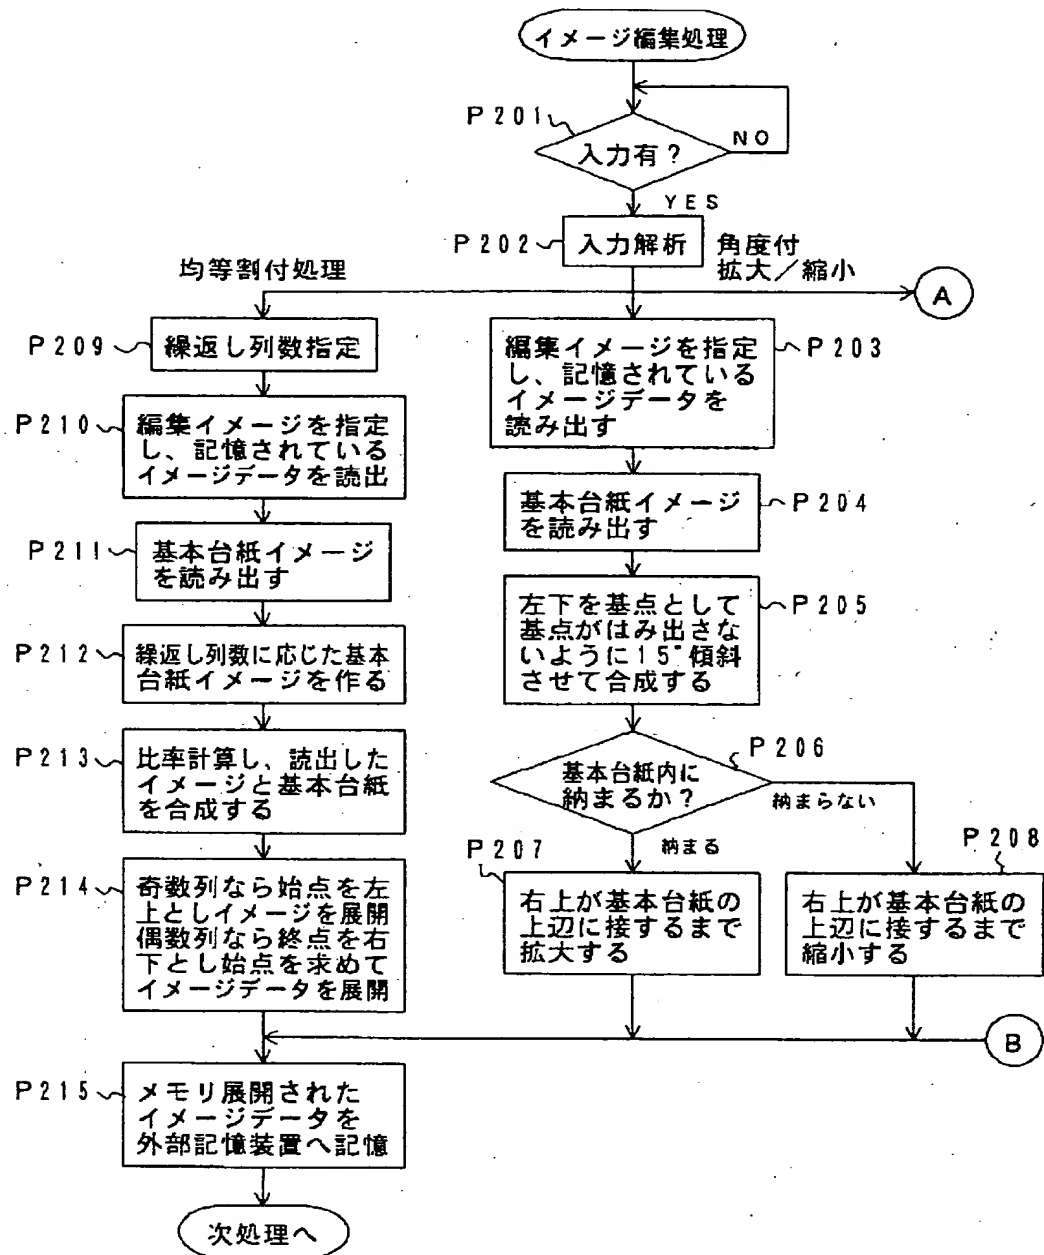 イメージ編集処理
P201
入力有?
NO
YES
P202
入力解析
角度付
拡大/縮小
A
均等割付処理
P209
繰返し列数指定
P210
編集イメージを指定
し、記憶されている
イメージデータを読出
P211
基本台紙イメージ
を読み出す
P212
繰返し列数に応じた基本
台紙イメージを作る
P213
比率計算し、読出した
イメージと基本台紙
を合成する
P214
奇数列なら始点を左
上としイメージを展開
偶数列なら終点を右
下とし始点を求めて
イメージデータを展開
P203
編集イメージを指定
し、記憶されている
イメージデータを
読み出す
P204
基本台紙イメージ
を読み出す
P205
左下を基点として
基点がはみ出さな
いように15°傾斜
させて合成する
P206
基本台紙内に
納まるか?
納まらない
納まる
P207
右上が基本台紙の
上辺に接するまで
拡大する
P208
右上が基本台紙の
上辺に接するまで
縮小する
B
P215
メモリ展開された
イメージデータを
外部記憶装置へ記憶
次処理へ